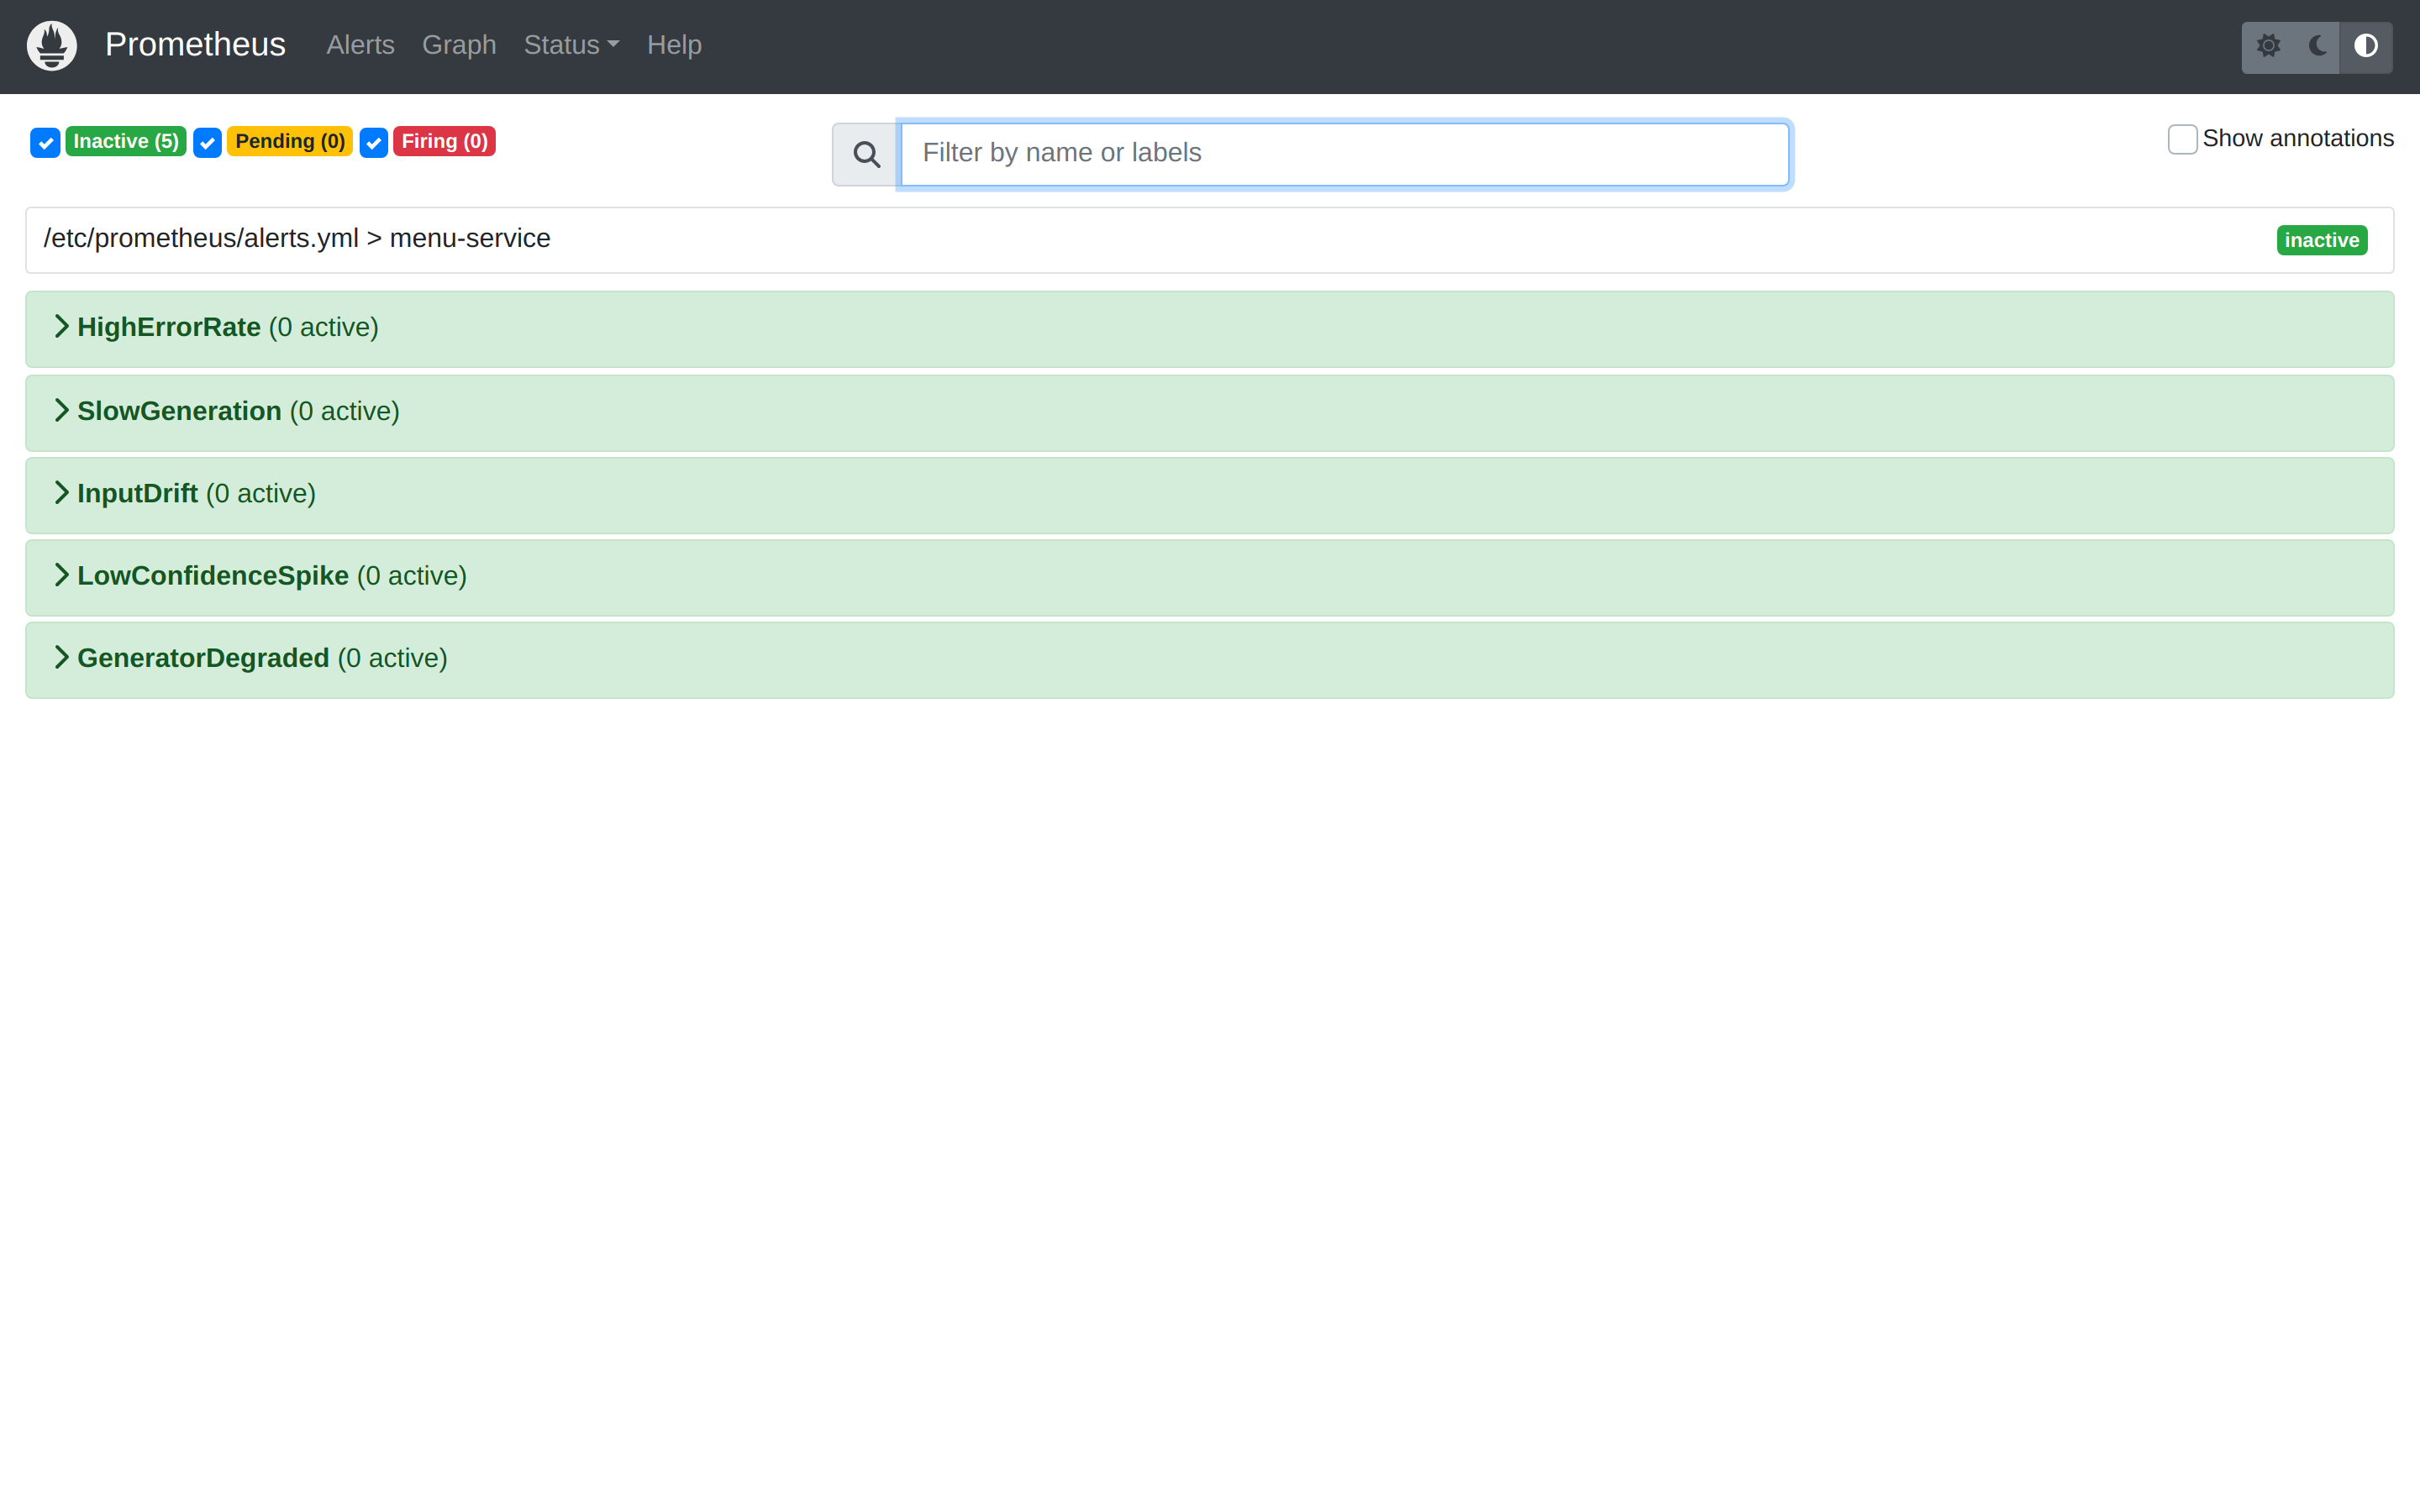 Prometheus Alerts Graph Status Help
Inactive (5) Pending (0) Firing (0) Filter by name or labels Show annotations
/etc/prometheus/alerts.yml > menu-service inactive
HighErrorRate (0 active)
SlowGeneration (0 active)
InputDrift (0 active)
LowConfidenceSpike (0 active)
GeneratorDegraded (0 active)